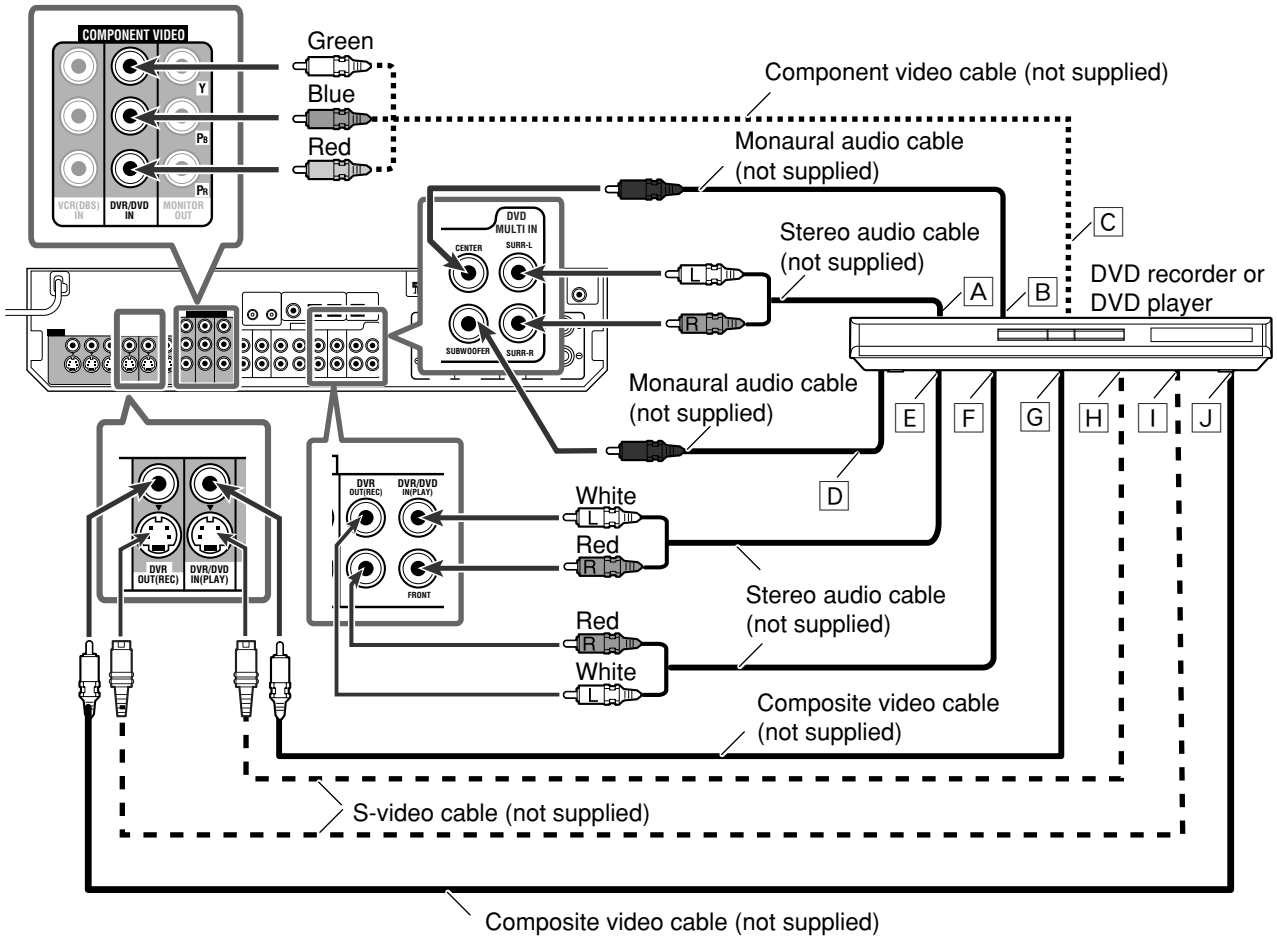 COMPONENT VIDEO
Y
PB
PR
VCR(DBS)
IN
DVR/DVD
IN
MONITOR
OUT
Green
Blue
Red
Component video cable (not supplied)
Monaural audio cable
(not supplied)
C
DVD
MULTI IN
CENTER
SURR-L
SUBWOOFER
SURR-R
L
R
Stereo audio cable
(not supplied)
A
B
DVD recorder or
DVD player
Monaural audio cable
(not supplied)
D
E
F
G
H
I
J
DVR
OUT(REC)
DVR/DVD
IN(PLAY)
DVR
OUT(REC)
DVR/DVD
IN(PLAY)
FRONT
White
L
Red
R
Stereo audio cable
(not supplied)
Red
R
White
L
Composite video cable
(not supplied)
S-video cable (not supplied)
Composite video cable (not supplied)